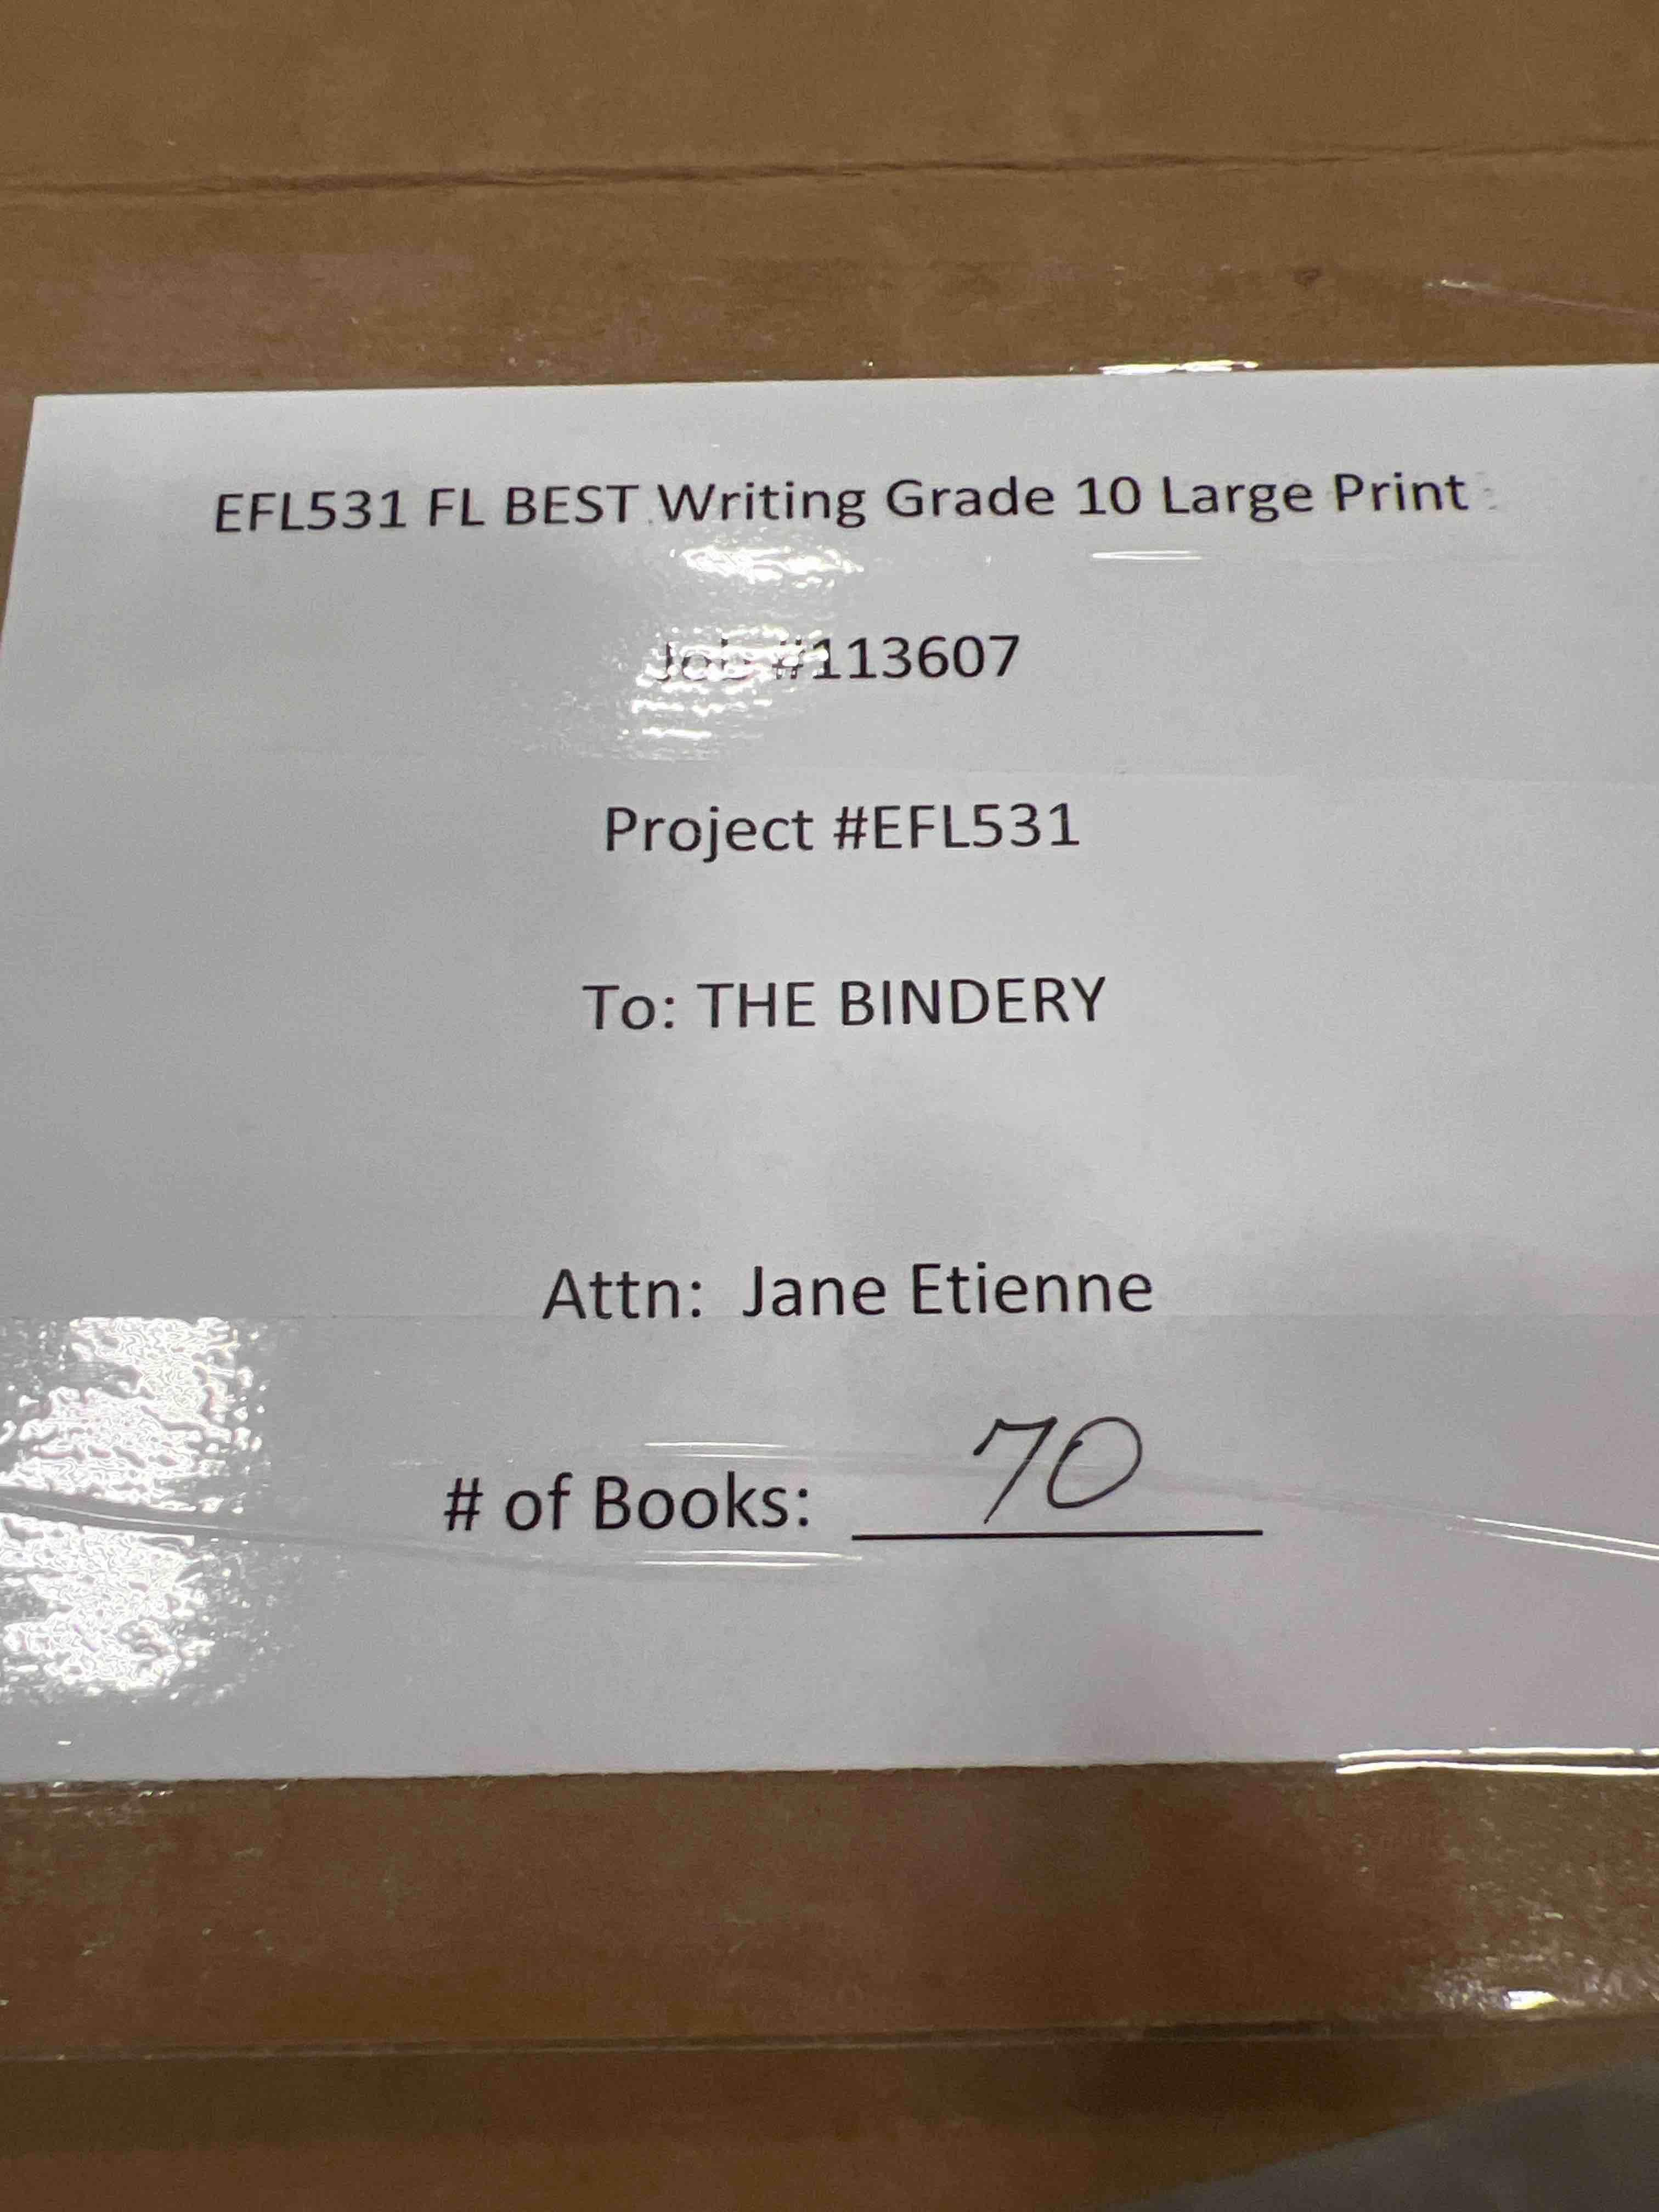 EFL531 FL BEST Writing Grade 10 Large Print
Job #113607
Project #EFL531
To: THE BINDERY
Attn: Jane Etienne
# of Books: 70